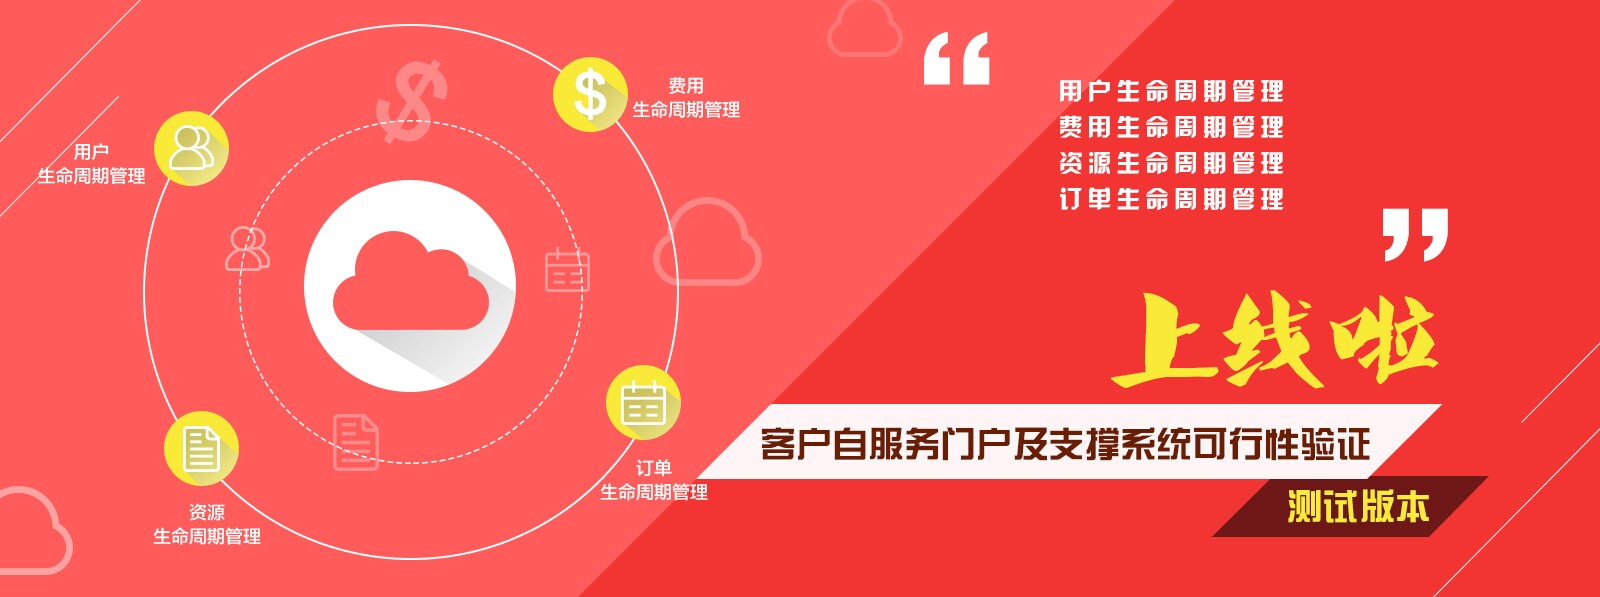 费用
生命周期管理
用户
生命周期管理
订单
生命周期管理
资源
生命周期管理
用户生命周期管理
费用生命周期管理
资源生命周期管理
订单生命周期管理
上线啦
客户自服务门户及支撑系统可行性验证
测试版本